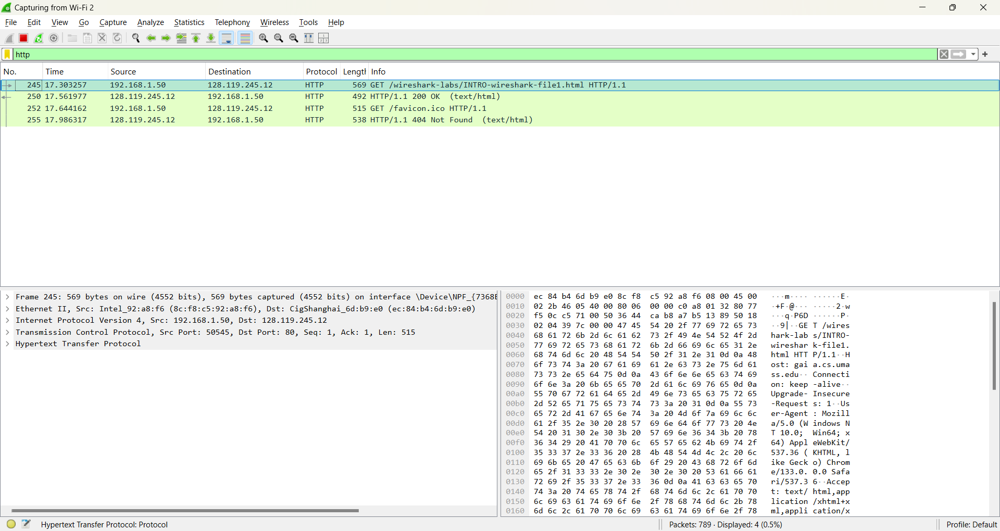 Capturing from Wi-Fi 2
File Edit View Go Capture Analyze Statistics Telephony Wireless Tools Help
http
No. Time Source Destination Protocol Lengtl Info
245 17.303257 192.168.1.50 128.119.245.12 HTTP 569 GET /wireshark-labs/INTRO-wireshark-file1.html HTTP/1.1
250 17.561977 128.119.245.12 192.168.1.50 HTTP 492 HTTP/1.1 200 OK (text/html)
252 17.644162 192.168.1.50 128.119.245.12 HTTP 515 GET /favicon.ico HTTP/1.1
255 17.986317 128.119.245.12 192.168.1.50 HTTP 538 HTTP/1.1 404 Not Found (text/html)
Frame 245: 569 bytes on wire (4552 bits), 569 bytes captured (4552 bits) on interface \Device\NPF_{7368E
Ethernet II, Src: Intel_92:a8:f6 (8c:f8:c5:92:a8:f6), Dst: CigShanghai_6d:b9:e0 (ec:84:b4:6d:b9:e0)
Internet Protocol Version 4, Src: 192.168.1.50, Dst: 128.119.245.12
Transmission Control Protocol, Src Port: 50545, Dst Port: 80, Seq: 1, Ack: 1, Len: 515
Hypertext Transfer Protocol
0000 ec 84 b4 6d b9 e0 8c f8 c5 92 a8 f6 08 00 45 00 ···m···· ······E·
0010 02 2b 46 05 40 00 80 06 00 00 c0 a8 01 32 80 77 ·+F·@··· ·····2·w
0020 f5 0c c5 71 00 50 36 44 ca b8 a7 b5 13 89 50 18 ···q·P6D ······P·
0030 02 04 39 7c 00 00 47 45 54 20 2f 77 69 72 65 73 ··9|··GE T /wires
0040 68 61 72 6b 2d 6c 61 62 73 2f 49 4e 54 52 4f 2d hark-lab s/INTRO-
0050 77 69 72 65 73 68 61 72 6b 2d 66 69 6c 65 31 2e wireshar k-file1.
0060 68 74 6d 6c 20 48 54 54 50 2f 31 2e 31 0d 0a 48 html HTT P/1.1··H
0070 6f 73 74 3a 20 67 61 69 61 2e 63 73 2e 75 6d 61 ost: gai a.cs.uma
0080 73 73 2e 65 64 75 0d 0a 43 6f 6e 6e 65 63 74 69 ss.edu·· Connecti
0090 6f 6e 3a 20 6b 65 65 70 2d 61 6c 69 76 65 0d 0a on: keep -alive··
00a0 55 70 67 72 61 64 65 2d 49 6e 73 65 63 75 72 65 Upgrade- Insecure
00b0 2d 52 65 71 75 65 73 74 73 3a 20 31 0d 0a 55 73 -Request s: 1··Us
00c0 65 72 2d 41 67 65 6e 74 3a 20 4d 6f 7a 69 6c 6c er-Agent : Mozill
00d0 61 2f 35 2e 30 20 28 57 69 6e 64 6f 77 73 20 4e a/5.0 (W indows N
00e0 54 20 31 30 2e 30 3b 20 57 69 6e 36 34 3b 20 78 T 10.0;  Win64; x
00f0 36 34 29 20 41 70 70 6c 65 57 65 62 4b 69 74 2f 64) Appl eWebKit/
0100 35 33 37 2e 33 36 20 28 4b 48 54 4d 4c 2c 20 6c 537.36 ( KHTML, l
0110 69 6b 65 20 47 65 63 6b 6f 29 20 43 68 72 6f 6d ike Geck o) Chrom
0120 65 2f 31 33 33 2e 30 2e 30 2e 30 20 53 61 66 61 e/133.0. 0.0 Safa
0130 72 69 2f 35 33 37 2e 33 36 0d 0a 41 63 63 65 70 ri/537.3 6··Accep
0140 74 3a 20 74 65 78 74 2f 68 74 6d 6c 2c 61 70 70 t: text/ html,app
0150 6c 69 63 61 74 69 6f 6e 2f 78 68 74 6d 6c 2b 78 lication /xhtml+x
0160 6d 6c 2c 61 70 70 6c 69 63 61 74 69 6f 6e 2f 78 ml,appli cation/x
Hypertext Transfer Protocol: Protocol Packets: 789 · Displayed: 4 (0.5%) Profile: Default